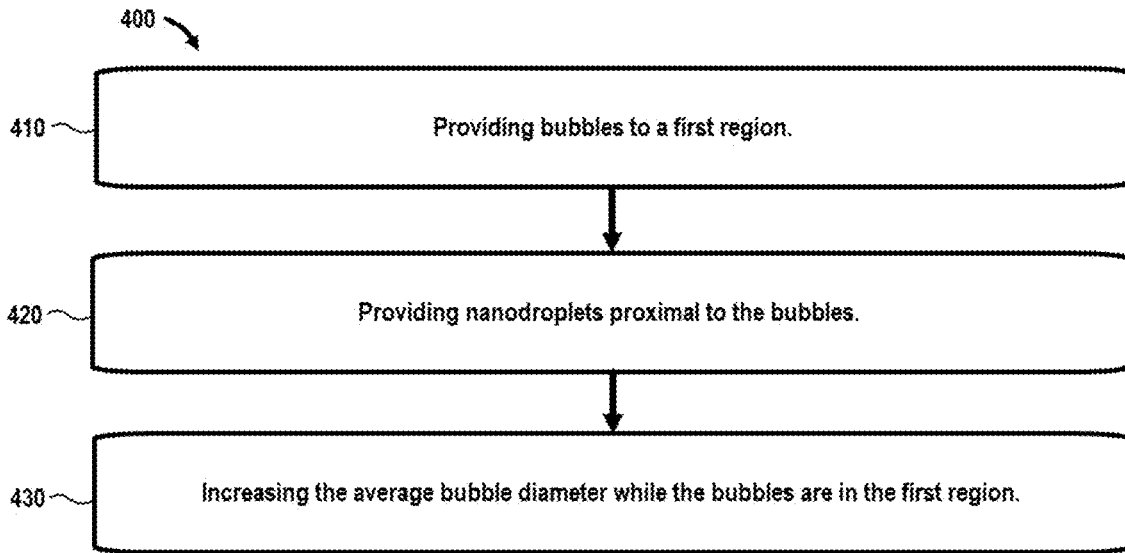 400
410
Providing bubbles to a first region.
420
Providing nanodroplets proximal to the bubbles.
430
Increasing the average bubble diameter while the bubbles are in the first region.